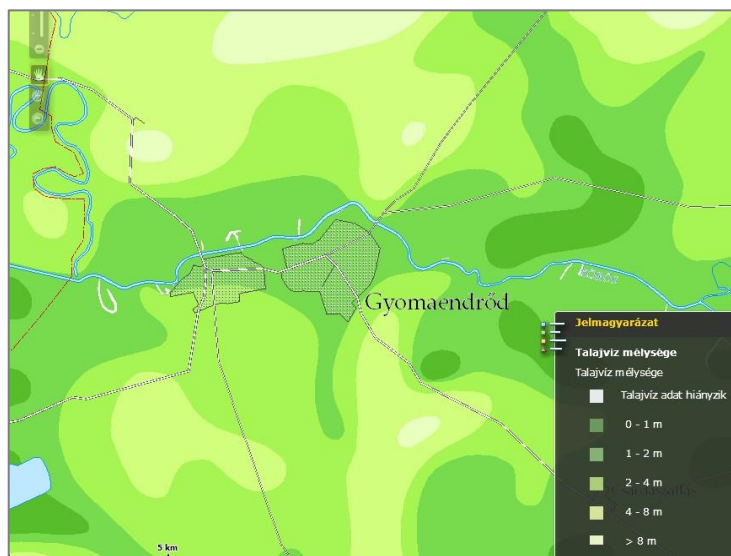 Gyomaendrőd
Körös
Jelmagyarázat
Talajvíz mélysége
Talajvíz mélysége
Talajvíz adat hiányzik
0 - 1 m
1 - 2 m
2 - 4 m
4 - 8 m
> 8 m
5 km